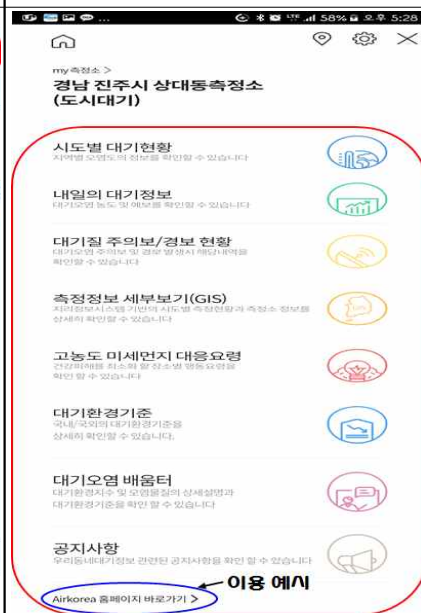 58% 오후 5:28
my 측정소 >
경남 진주시 상대동측정소
(도시대기)
시도별 대기현황
지역별 오염도의 정보를 확인할 수 있습니다
내일의 대기정보
대기오염 농도 및 예보를 확인할 수 있습니다
대기질 주의보/경보 현황
대기오염 주의보 및 경보 발생시 해당내역을
확인할 수 있습니다
측정정보 세부보기(GIS)
지리정보시스템 기반의 시도별 측정현황과 측정소 정보를
상세히 확인할 수 있습니다
고농도 미세먼지 대응요령
건강피해를 최소화 할 장소별 행동요령을
확인 할 수 있습니다
대기환경기준
국내/국외의 대기환경기준을
상세히 확인할 수 있습니다.
대기오염 배움터
대기환경지수 및 오염물질의 상세설명과
대기환경기준을 확인 할 수 있습니다
공지사항
우리동네대기정보 관련된 공지사항을 확인 할 수 있습니다
이용 예시
Airkorea 홈페이지 바로가기 >